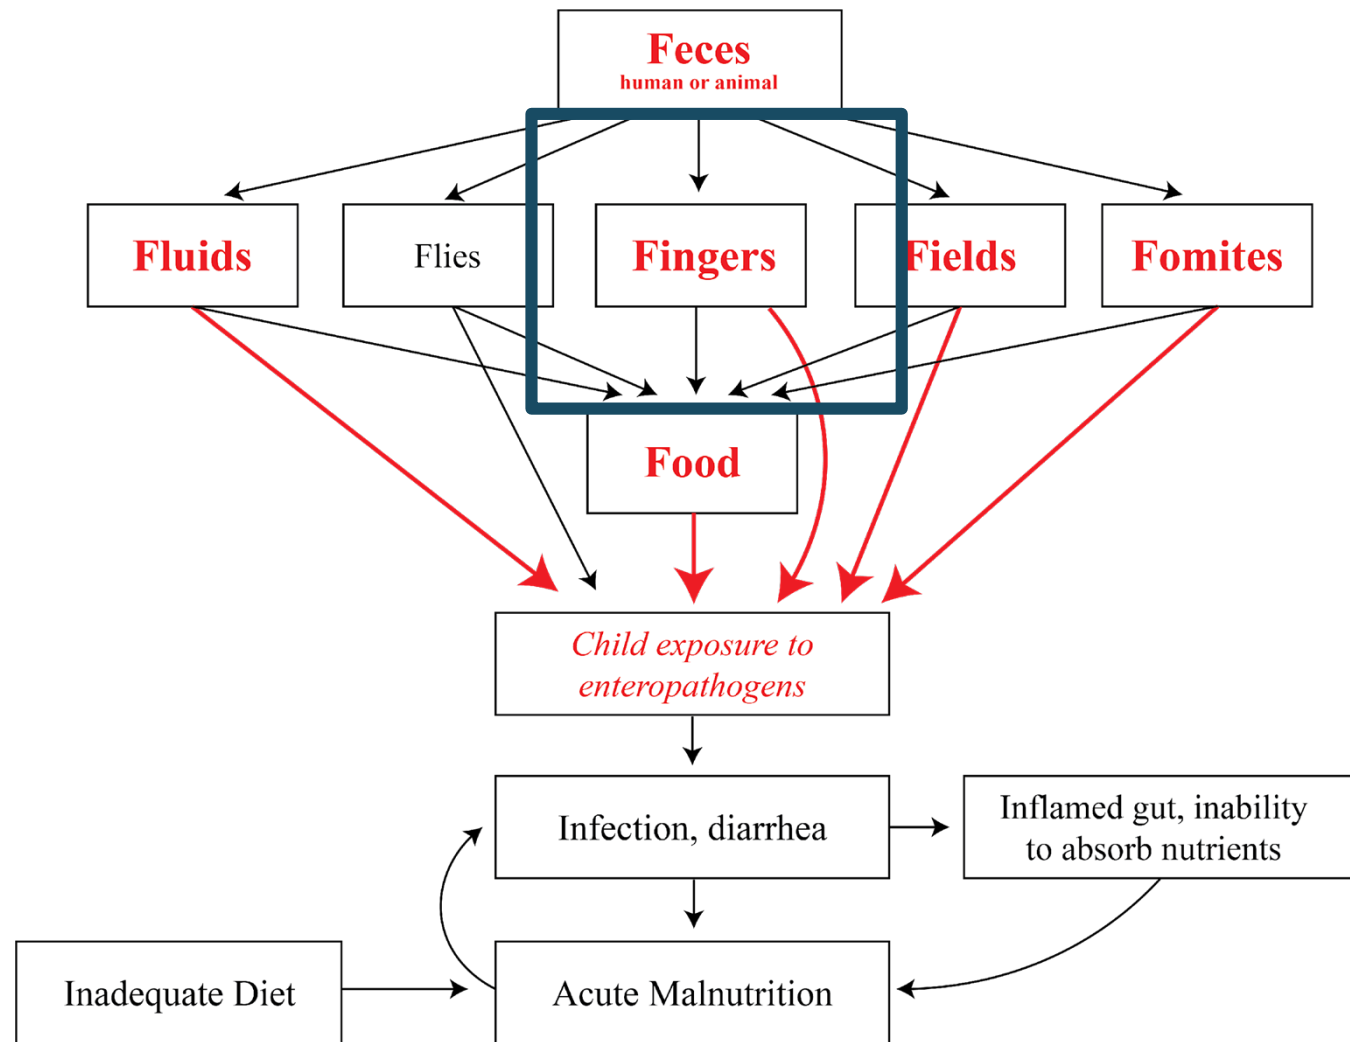 Feces
human or animal
Fluids
Flies
Fingers
Fields
Fomites
Food
Child exposure to
enteropathogens
Infection, diarrhea
Inflamed gut, inability
to absorb nutrients
Inadequate Diet
Acute Malnutrition